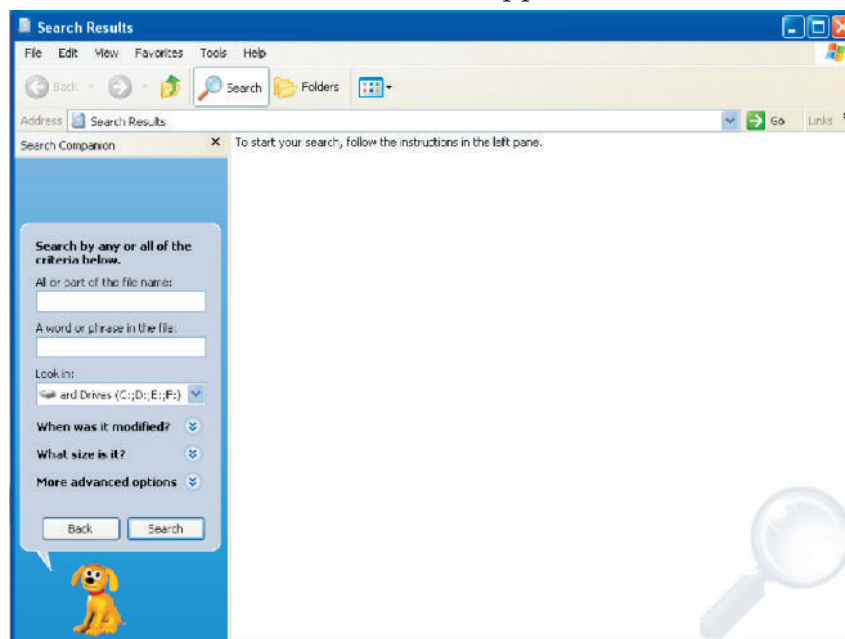 Search Results
File Edit View Favorites Tools Help
Back Search Folders
Address Search Results Go Links
Search Companion
To start your search, follow the instructions in the left pane.
Search by any or all of the
criteria below.
All or part of the file name:
A word or phrase in the file:
Look in:
ard Drives (C:;D:;E:;F:)
When was it modified?
What size is it?
More advanced options
Back Search